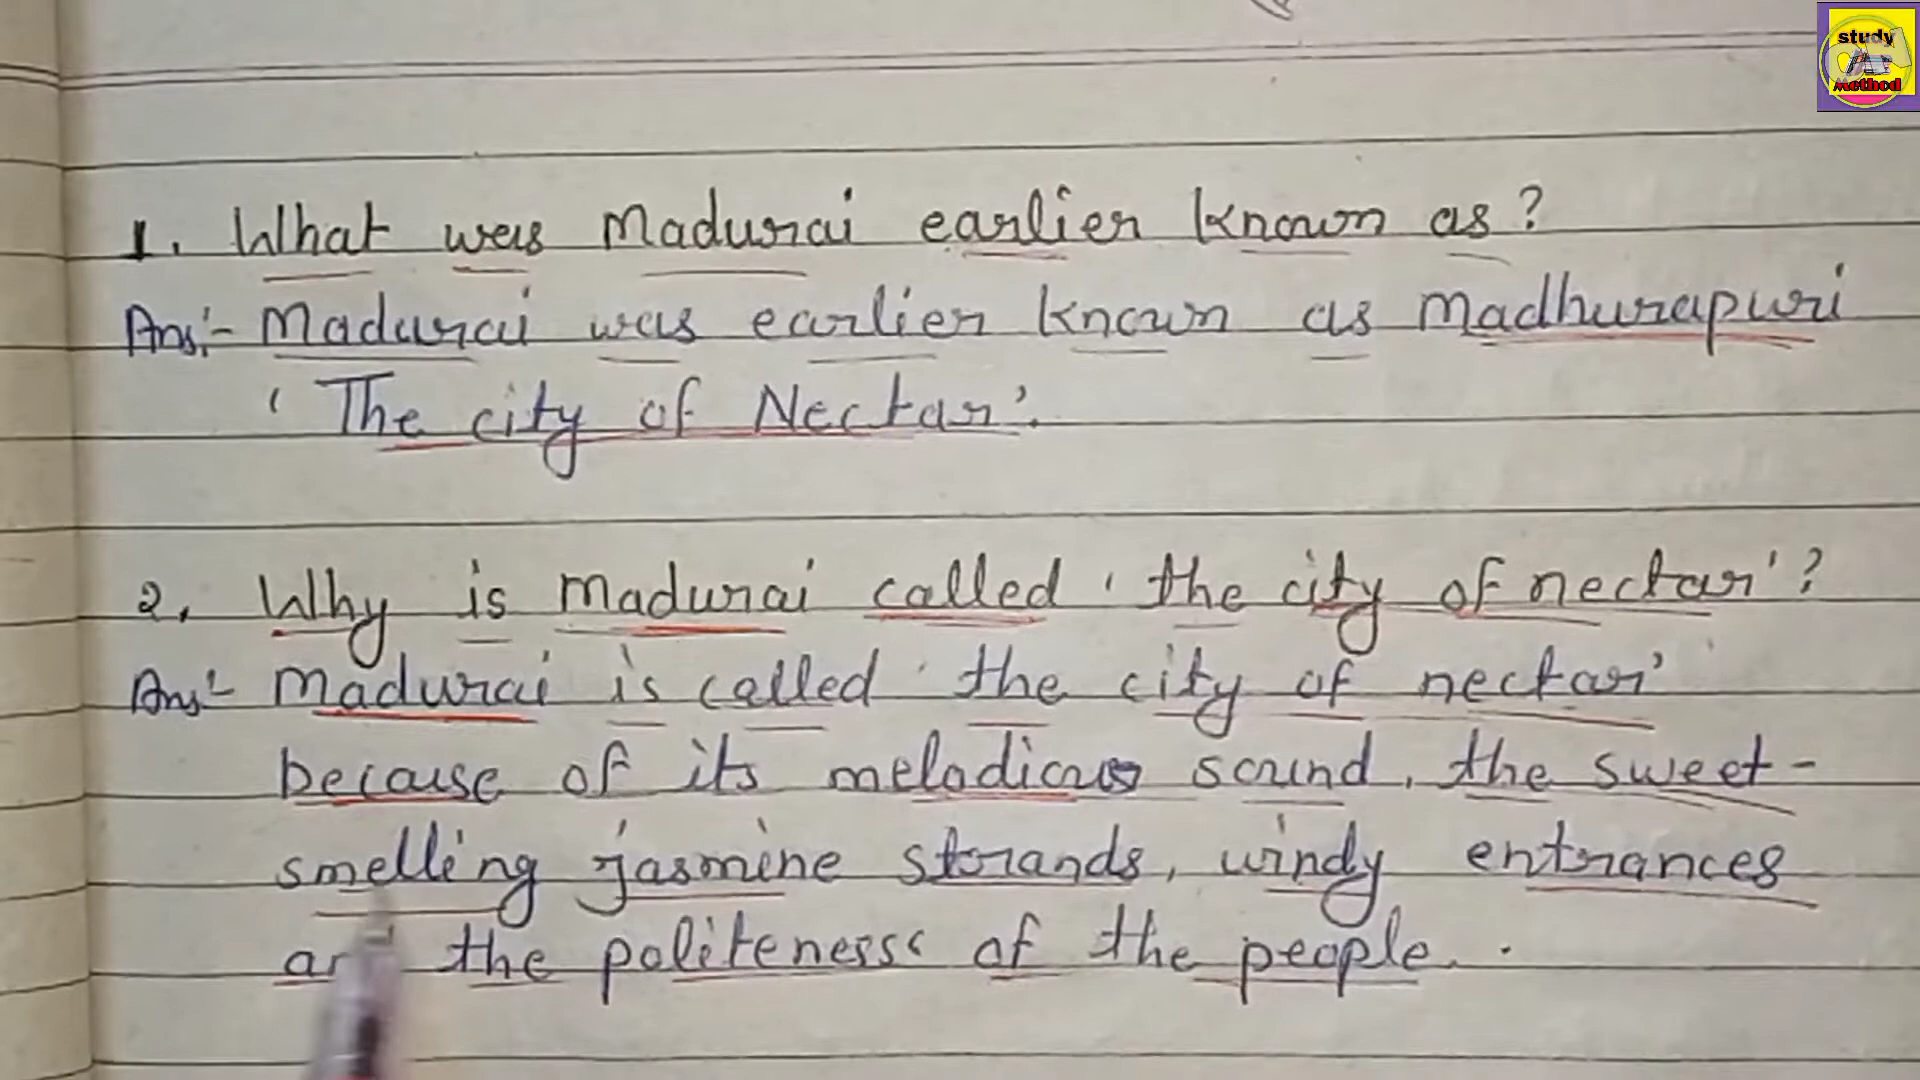 study
Method
1. What was Madurai earlier known as?
Ans:- Madurai was earlier known as Madhurapuri
'The city of Nectar'.
2. Why is Madurai called 'the city of nectar'?
Ans:- Madurai is called 'the city of nectar'
because of its melodious sound, the sweet-
smelling jasmine strands, windy entrances
the politeness of the people.